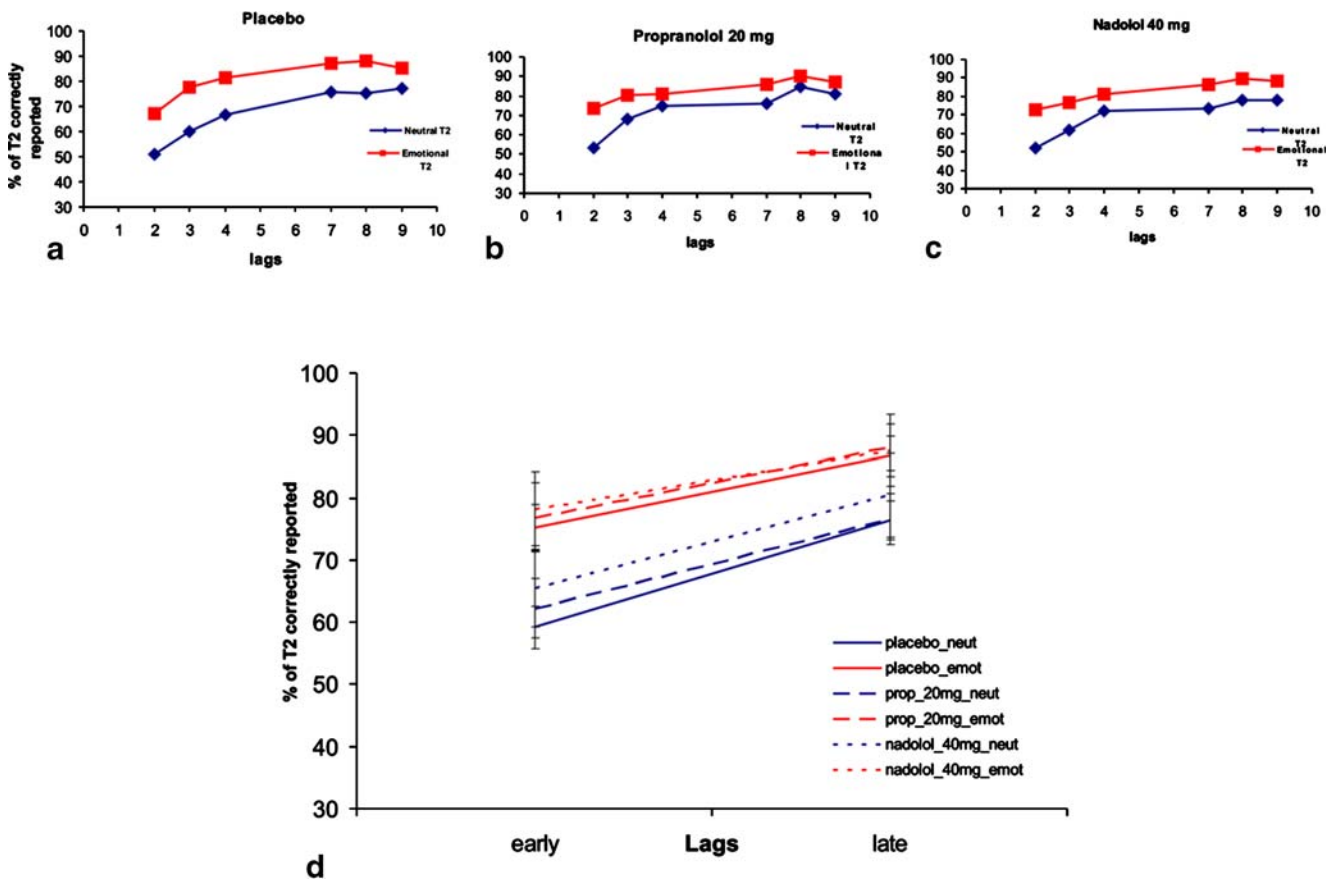 Placebo
% of T2 correctly
reported
100
90
80
70
60
50
40
30
0 1 2 3 4 5 6 7 8 9 10
lags
Neutral T2
Emotional
T2
a
Propranolol 20 mg
100
90
80
70
60
50
40
30
0 1 2 3 4 5 6 7 8 9 10
lags
Neutral
T2
Emotiona
l T2
b
Nadolol 40 mg
100
90
80
70
60
50
40
30
0 1 2 3 4 5 6 7 8 9 10
lags
Neutral T2
Emotional
T2
c
% of T2 correctly reported
100
90
80
70
60
50
40
30
early Lags late
placebo_neut
placebo_emot
prop_20mg_neut
prop_20mg_emot
nadolol_40mg_neut
nadolol_40mg_emot
d